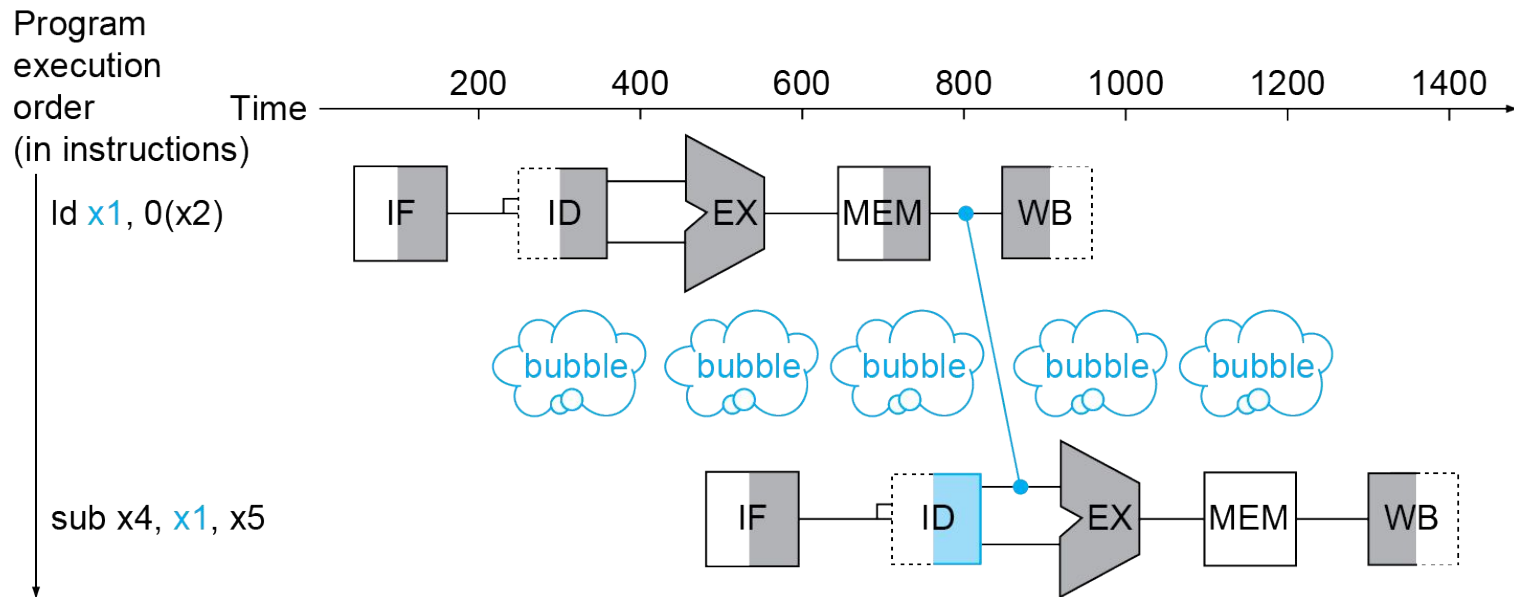 Program
execution
order
(in instructions)
Time
200 400 600 800 1000 1200 1400
ld x1, 0(x2)
IF ID EX MEM WB
bubble bubble bubble bubble bubble
sub x4, x1, x5
IF ID EX MEM WB